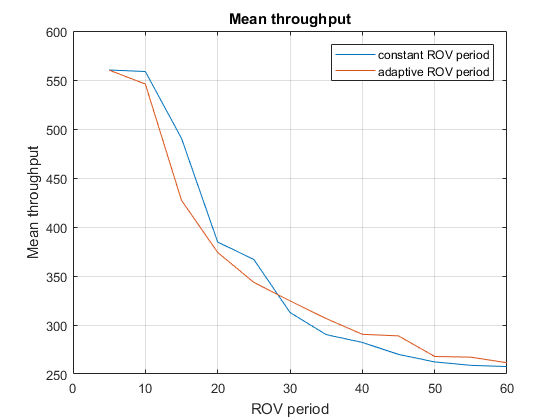 Mean throughput
600
550
500
450
400
350
300
250
Mean throughput
constant ROV period
adaptive ROV period
0 10 20 30 40 50 60
ROV period